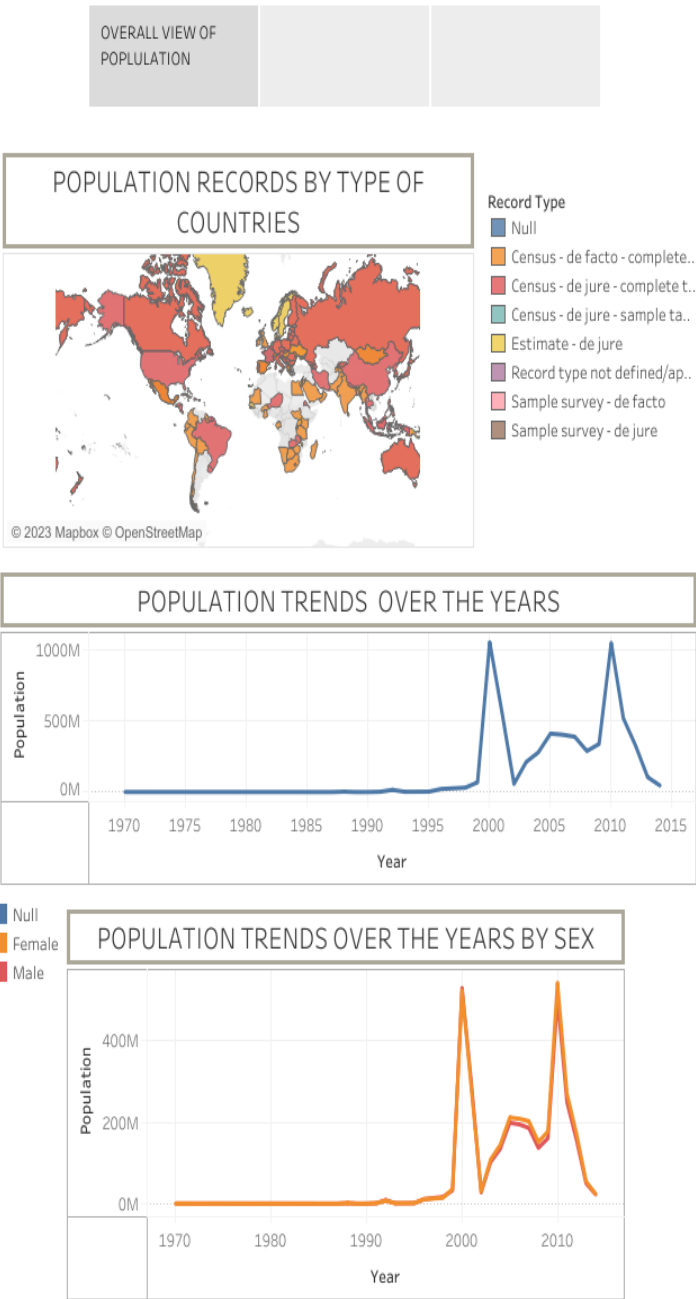 OVERALL VIEW OF
POPLULATION
POPULATION RECORDS BY TYPE OF
COUNTRIES
Record Type
Null
Census - de facto - complete..
Census - de jure - complete t..
Census - de jure - sample ta..
Estimate - de jure
Record type not defined/ap..
Sample survey - de facto
Sample survey - de jure
© 2023 Mapbox © OpenStreetMap
POPULATION TRENDS OVER THE YEARS
Population
1000M
500M
0M
1970 1975 1980 1985 1990 1995 2000 2005 2010 2015
Year
Null
Female
Male
POPULATION TRENDS OVER THE YEARS BY SEX
Population
400M
200M
0M
1970 1980 1990 2000 2010
Year